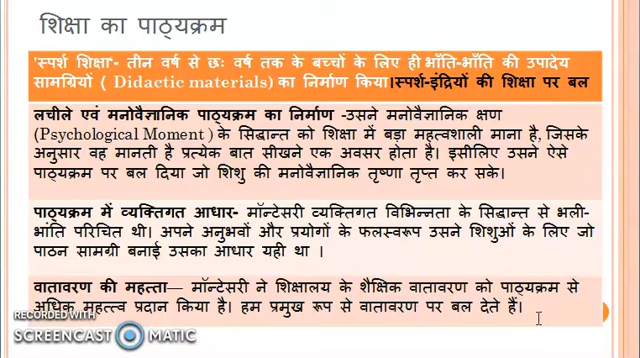 शिक्षा का पाठ्यक्रम
'स्पर्श शिक्षा'- तीन वर्ष से छः वर्ष तक के बच्चों के लिए ही भाँति-भाँति की उपादेय
सामग्रियों ( Didactic materials) का निर्माण किया।स्पर्श-इंद्रियों की शिक्षा पर बल
लचीले एवं मनोवैज्ञानिक पाठ्यक्रम का निर्माण -उसने मनोवैज्ञानिक क्षण
(Psychological Moment ) के सिद्धान्त को शिक्षा में बड़ा महत्वशाली माना है, जिसके
अनुसार वह मानती है प्रत्येक बात सीखने एक अवसर होता है। इसीलिए उसने ऐसे
पाठ्यक्रम पर बल दिया जो शिशु की मनोवैज्ञानिक तृष्णा तृप्त कर सके।
पाठ्यक्रम में व्यक्तिगत आधार- मॉन्टेसरी व्यक्तिगत विभिन्नता के सिद्धान्त से भली-
भांति परिचित थी। अपने अनुभवों और प्रयोगों के फलस्वरूप उसने शिशुओं के लिए जो
पाठन सामग्री बनाई उसका आधार यही था ।
वातावरण की महत्ता— मॉन्टेसरी ने शिक्षालय के शैक्षिक वातावरण को पाठ्यक्रम से
अधिक महत्त्व प्रदान किया है। हम प्रमुख रूप से वातावरण पर बल देते हैं।
RECORDED WITH
SCREENCAST MATIC